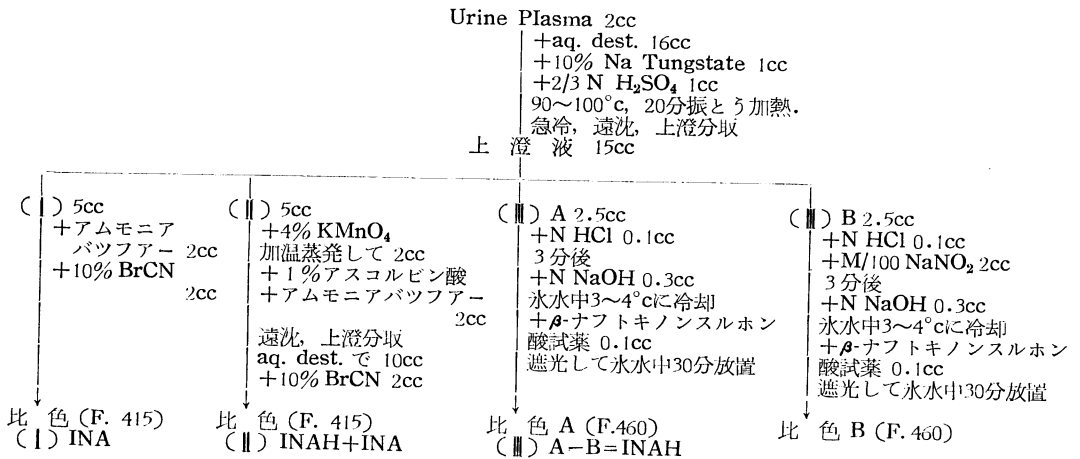 Urine Plasma 2cc
+aq. dest. 16cc
+10% Na Tungstate 1cc
+2/3 N H₂SO₄ 1cc
90~100°c, 20分振とう加熱.
急冷, 遠沈, 上澄分取
上 澄 液 15cc
(Ⅰ) 5cc
+アムモニア
バツフアー 2cc
+10% BrCN
2cc
比 色 (F. 415)
(Ⅰ) INA
(Ⅱ) 5cc
+4% KMnO₄
加温蒸発して 2cc
+1%アスコルビン酸
+アムモニアバツフアー
2cc
遠沈, 上澄分取
aq. dest. で 10cc
+10% BrCN 2cc
比 色 (F. 415)
(Ⅱ) INAH+INA
(Ⅲ) A 2.5cc
+N HCl 0.1cc
3分後
+N NaOH 0.3cc
氷水中3~4°cに冷却
+β-ナフトキノンスルホン
酸試薬 0.1cc
遮光して氷水中30分放置
比 色 A (F.460)
(Ⅲ) A-B=INAH
(Ⅲ) B 2.5cc
+N HCl 0.1cc
+M/100 NaNO₂ 2cc
3分後
+N NaOH 0.3cc
氷水中3~4°cに冷却
+β-ナフトキノンスルホン
酸試薬 0.1cc
遮光して氷水中30分放置
比 色 B (F. 460)